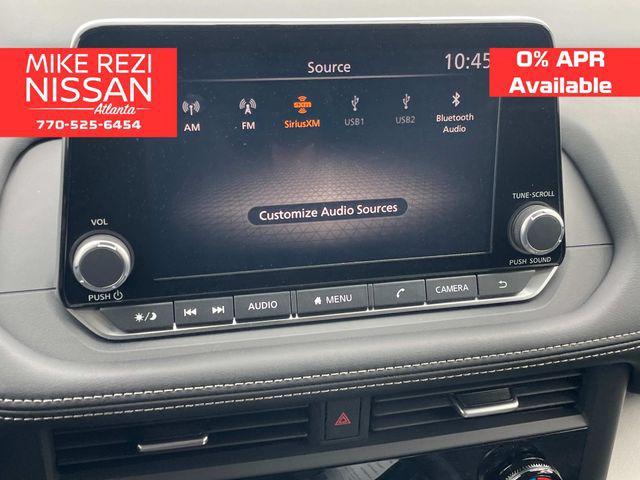 MIKE REZI
NISSAN
Atlanta
770-525-6454
0% APR
Available
Source
10:45
AM
FM
SiriusXM
USB1
USB2
Bluetooth
Audio
Customize Audio Sources
VOL
PUSH
TUNE·SCROLL
PUSH SOUND
AUDIO
MENU
CAMERA